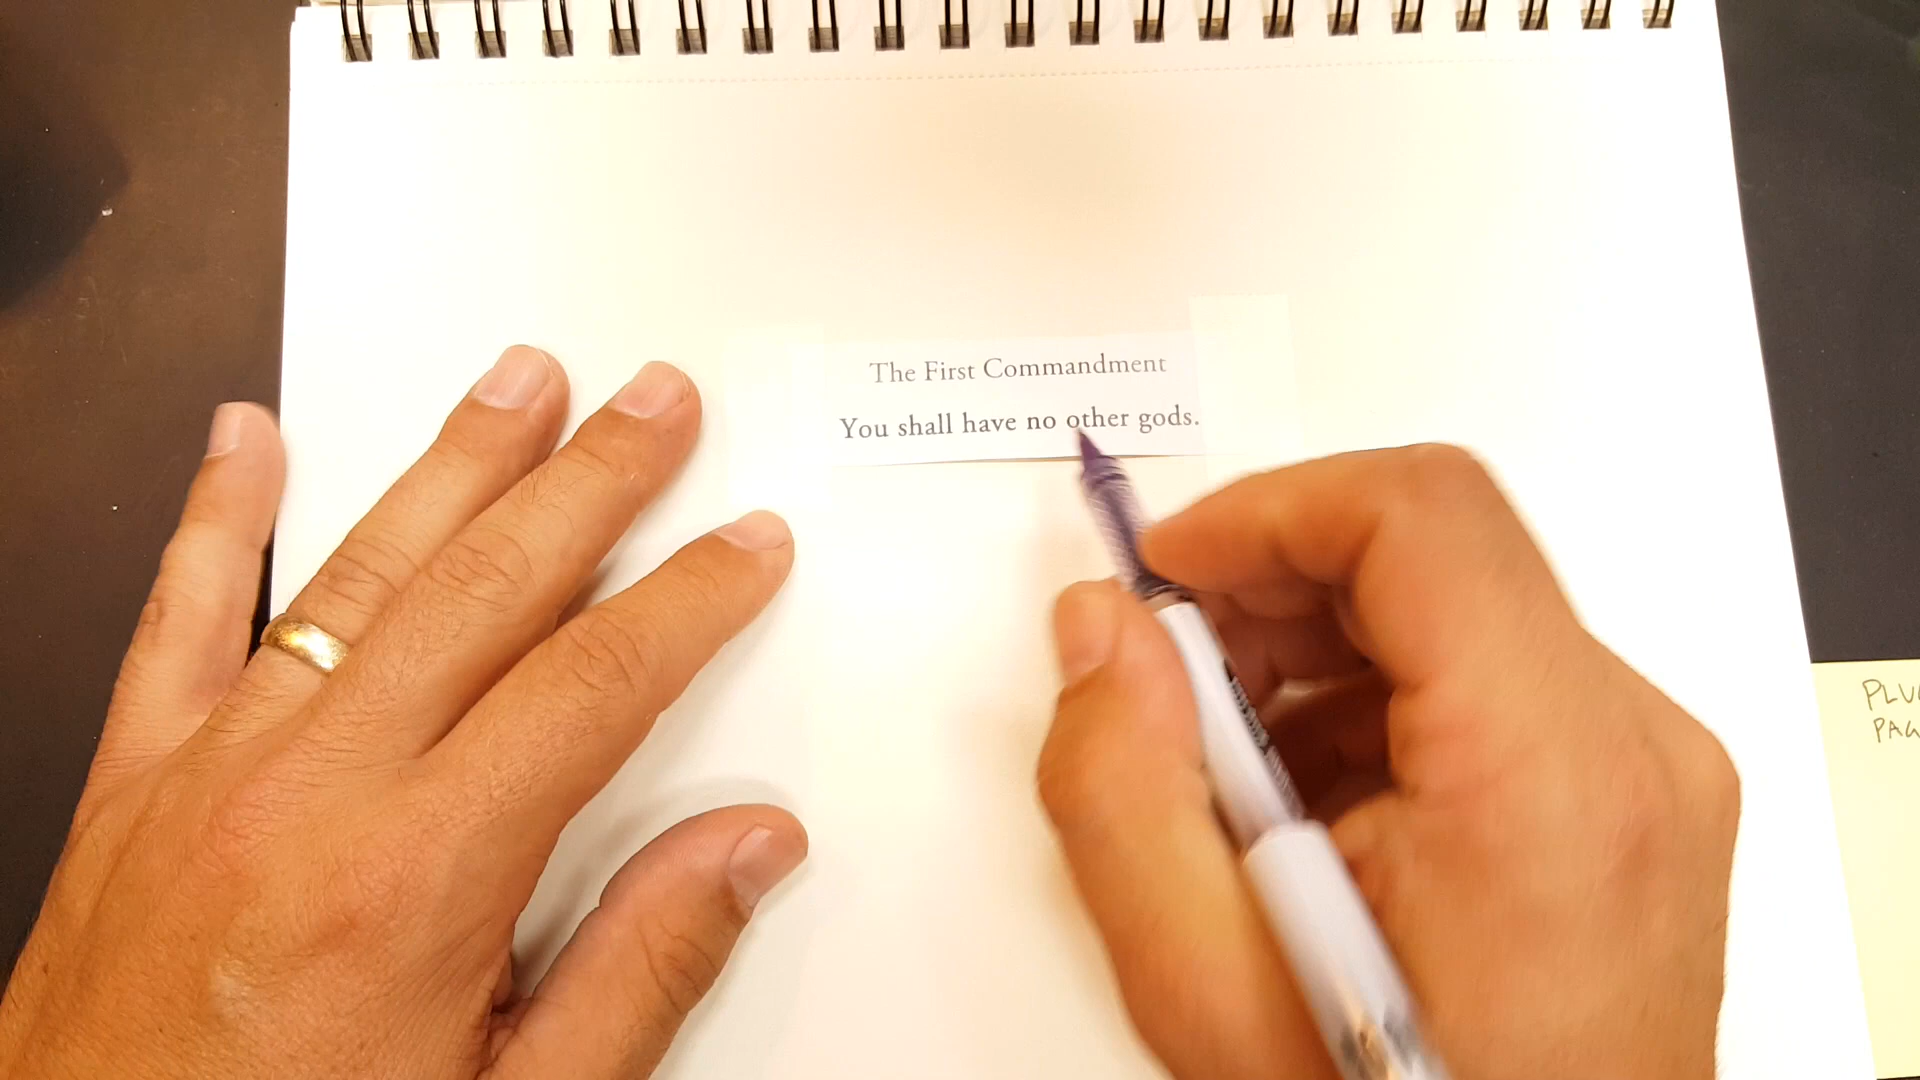 The First Commandment
You shall have no other gods.